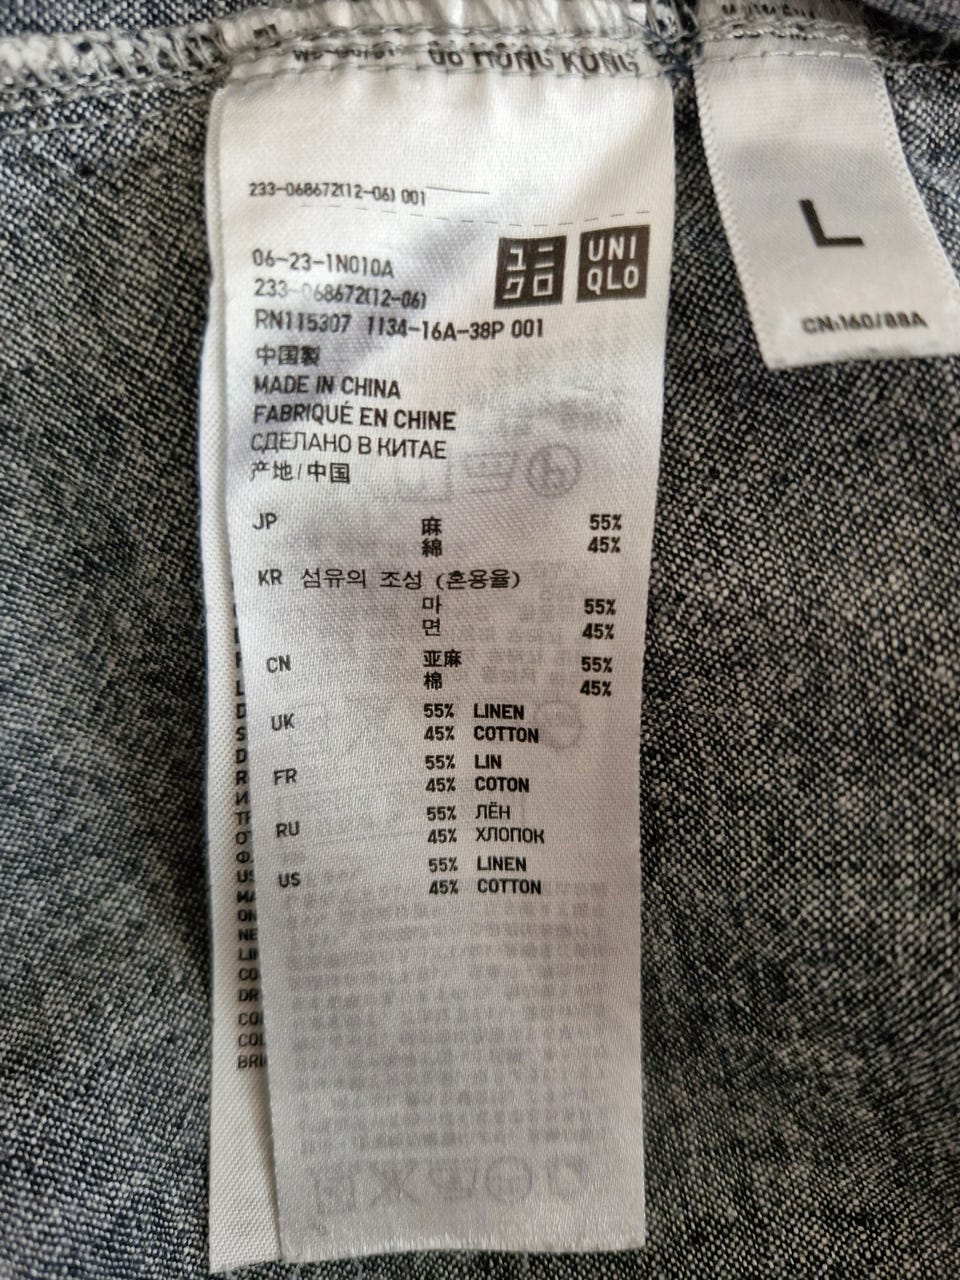 HONG KONG
233-068672(12-06) 001
ユニ
クロ
UNI
QLO
L
CN:160/88A
06-23-1N010A
233-068672(12-06)
RN115307 1134-16A-38P 001
中国製
MADE IN CHINA
FABRIQUÉ EN CHINE
СДЕЛАНО В КИТАЕ
产地/中国
JP 麻 55%
綿 45%
KR 섬유의 조성 (혼용율)
마 55%
면 45%
CN 亚麻 55%
棉 45%
UK 55% LINEN
45% COTTON
FR 55% LIN
45% COTON
RU 55% ЛЁН
45% ХЛОПОК
US 55% LINEN
45% COTTON